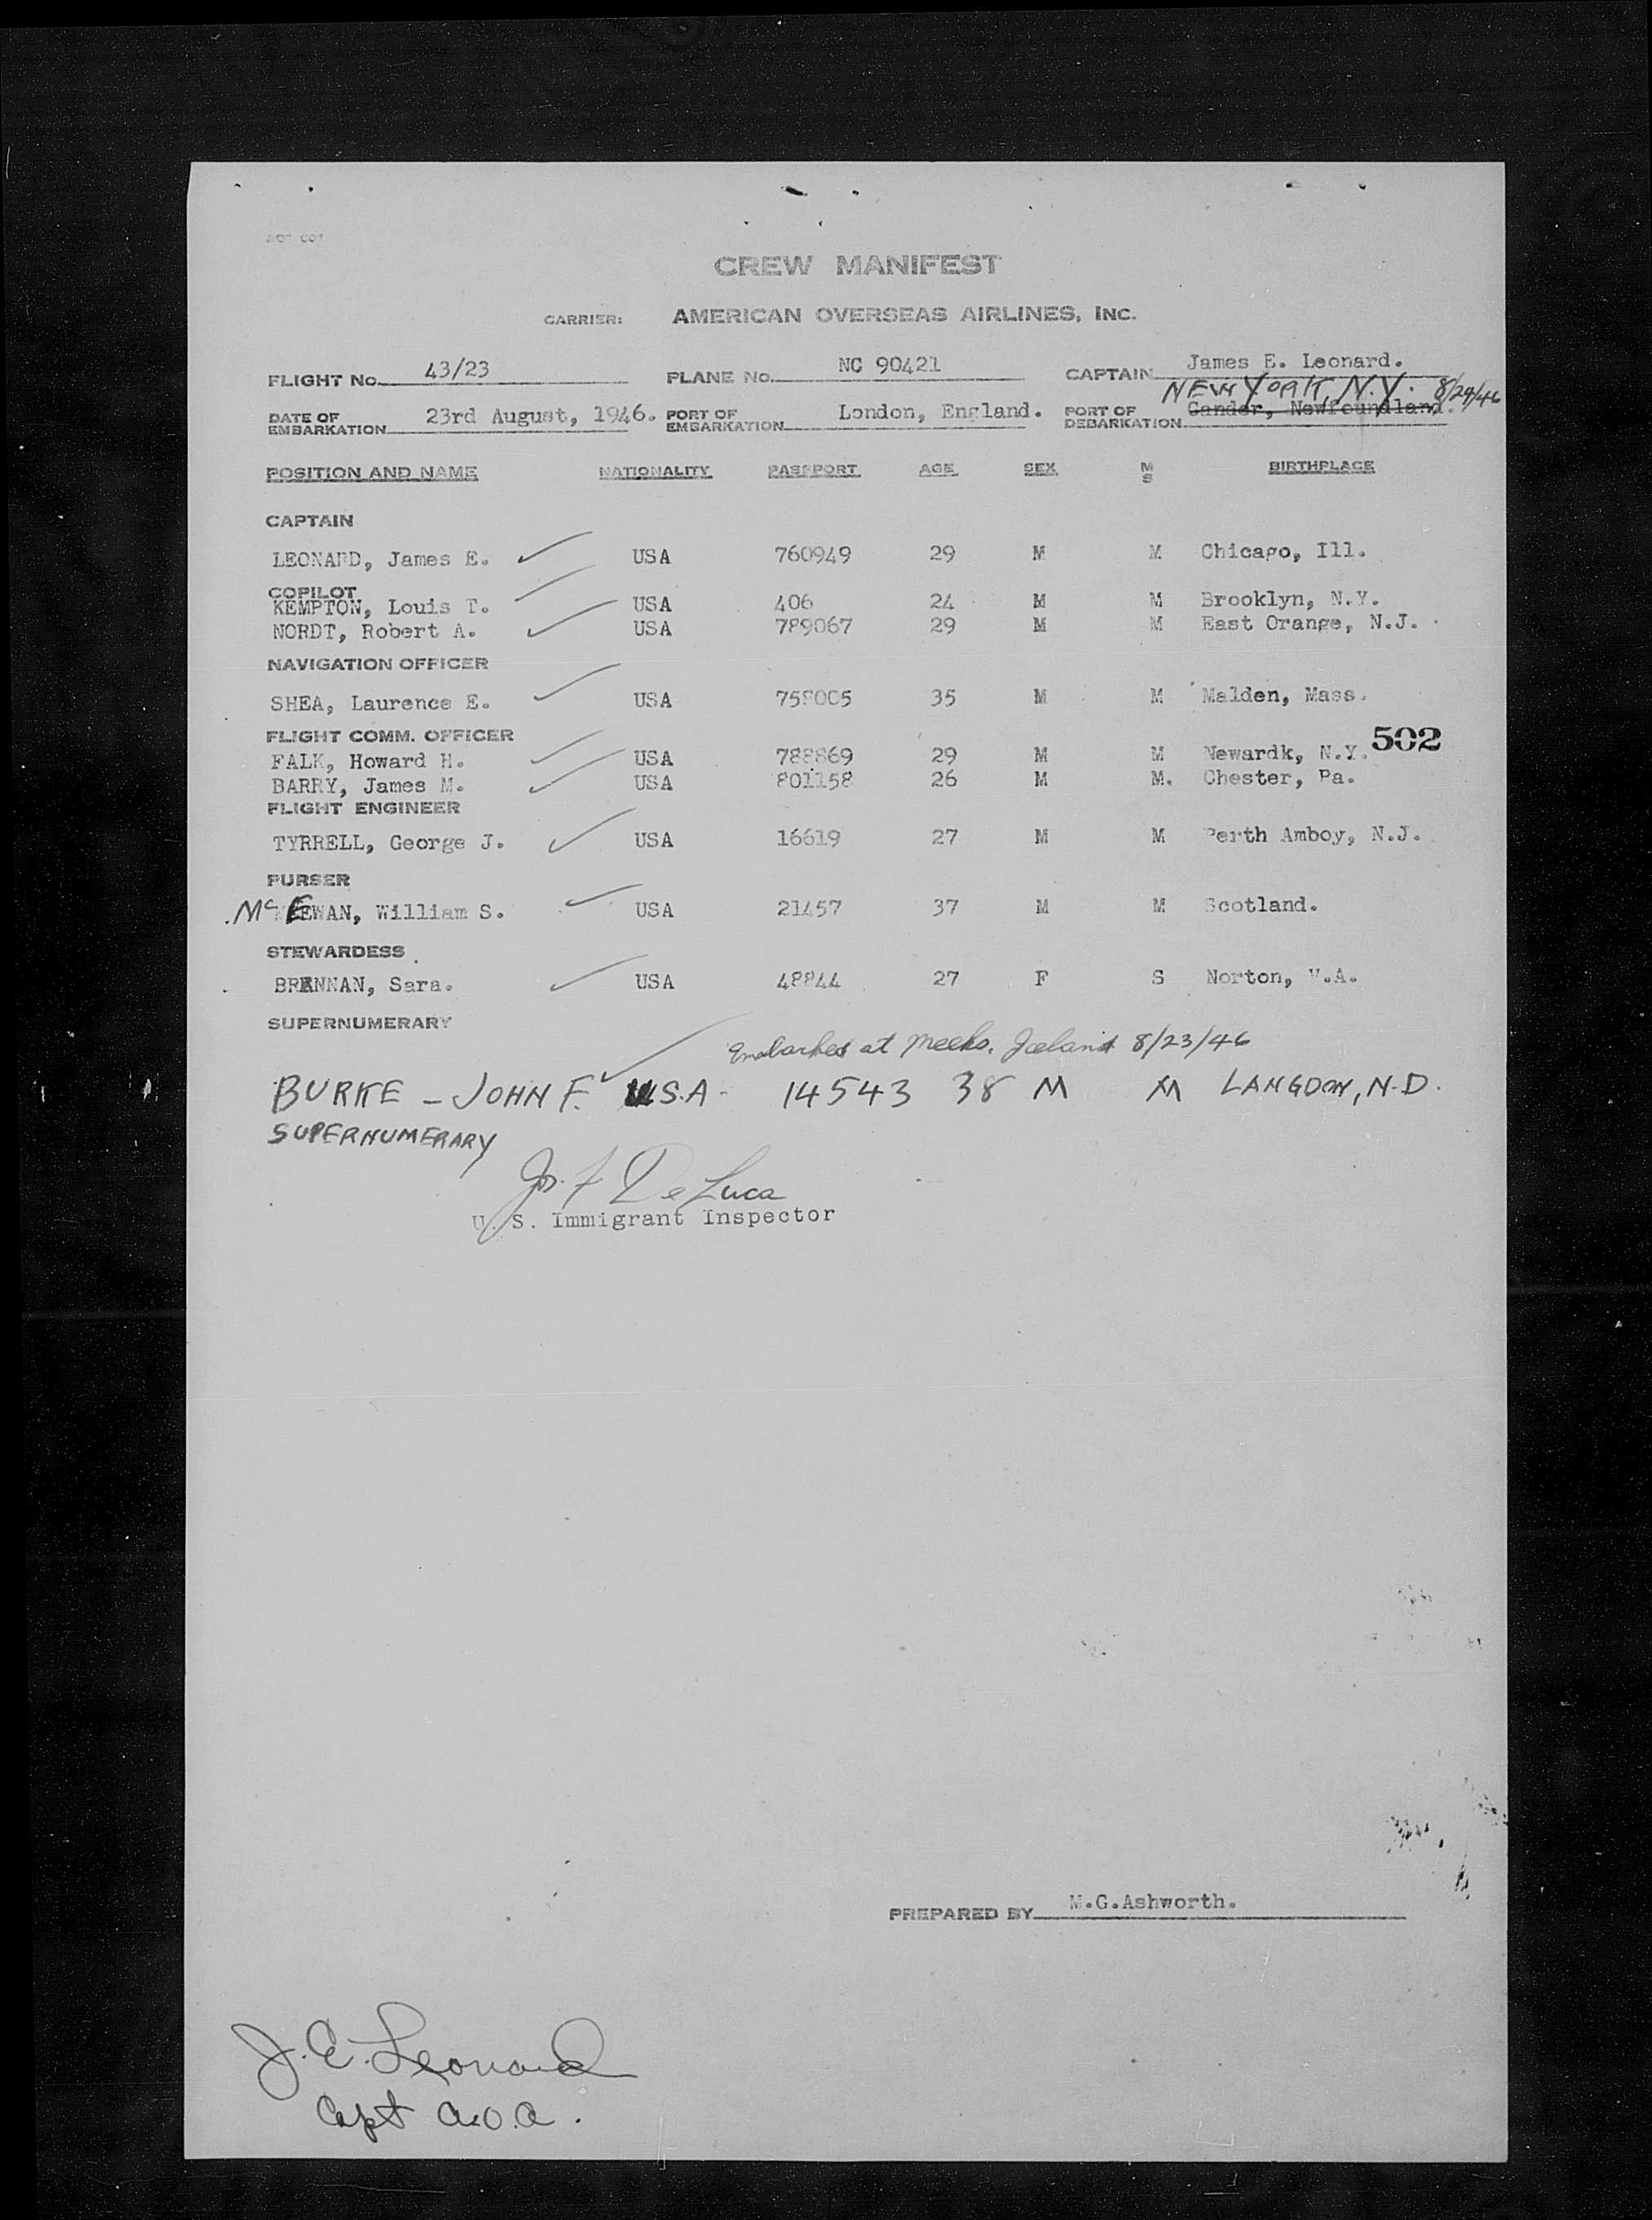 CREW MANIFEST
CARRIER: AMERICAN OVERSEAS AIRLINES, INC.
FLIGHT No. 43/23 PLANE No. NC 90421 CAPTAIN James E. Leonard.
NEW YORK, N.Y. 8/24/46
DATE OF EMBARKATION 23rd August, 1946. PORT OF EMBARKATION London, England. PORT OF DEBARKATION Gander, Newfoundland.
POSITION AND NAME NATIONALITY PASSPORT AGE SEX M S BIRTHPLACE
CAPTAIN
LEONARD, James E. USA 760949 29 M M Chicago, Ill.
COPILOT
KEMPTON, Louis T. USA 406 24 M M Brooklyn, N.Y.
NORDT, Robert A. USA 789067 29 M M East Orange, N.J.
NAVIGATION OFFICER
SHEA, Laurence E. USA 758005 35 M M Malden, Mass.
FLIGHT COMM. OFFICER 502
FALK, Howard H. USA 788869 29 M M Newardk, N.Y.
BARRY, James M. USA 801158 26 M M. Chester, Pa.
FLIGHT ENGINEER
TYRRELL, George J. USA 16619 27 M M Perth Amboy, N.J.
PURSER
McEWAN, William S. USA 21457 37 M M Scotland.
STEWARDESS
BRENNAN, Sara. USA 48844 27 F S Norton, V.A.
SUPERNUMERARY
Embarked at Meeks, Iceland 8/23/46
BURKE - JOHN F. U.S.A - 14543 38 M M LANGDON, N.D.
SUPERNUMERARY
Jos. F DeLuca
U.S. Immigrant Inspector
PREPARED BY M.G.Ashworth.
J.E. Leonard
Capt A.O.A.